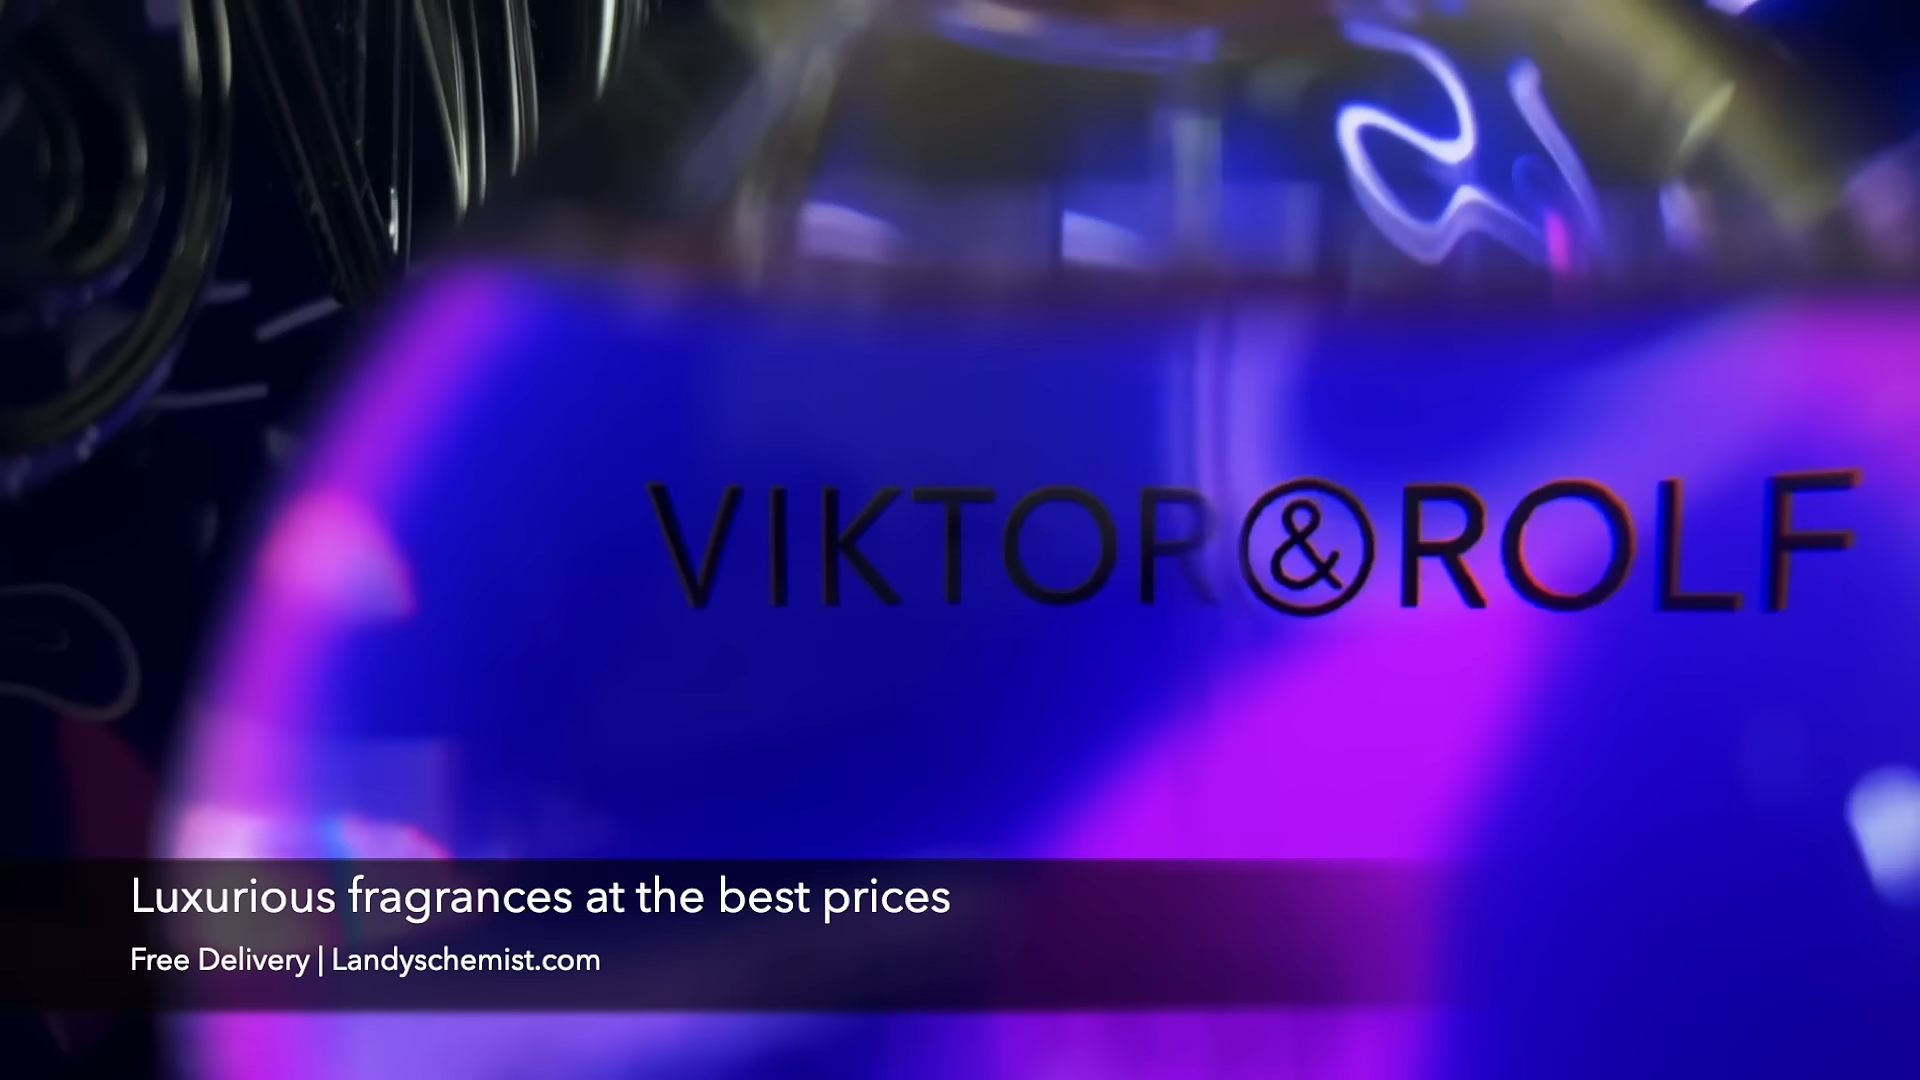 VIKTOR&ROLF
Luxurious fragrances at the best prices
Free Delivery | Landyschemist.com